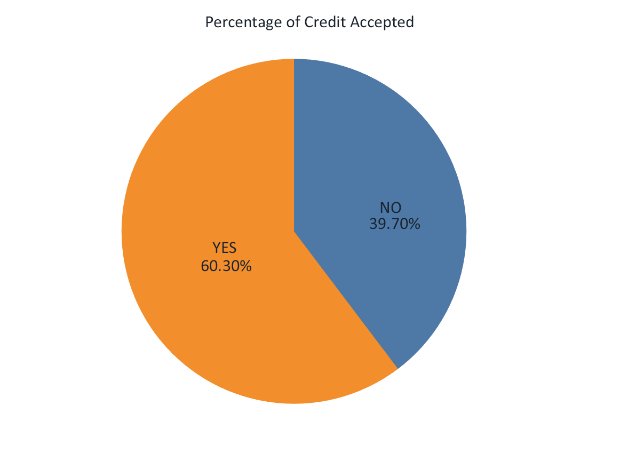 Percentage of Credit Accepted
NO
39.70%
YES
60.30%